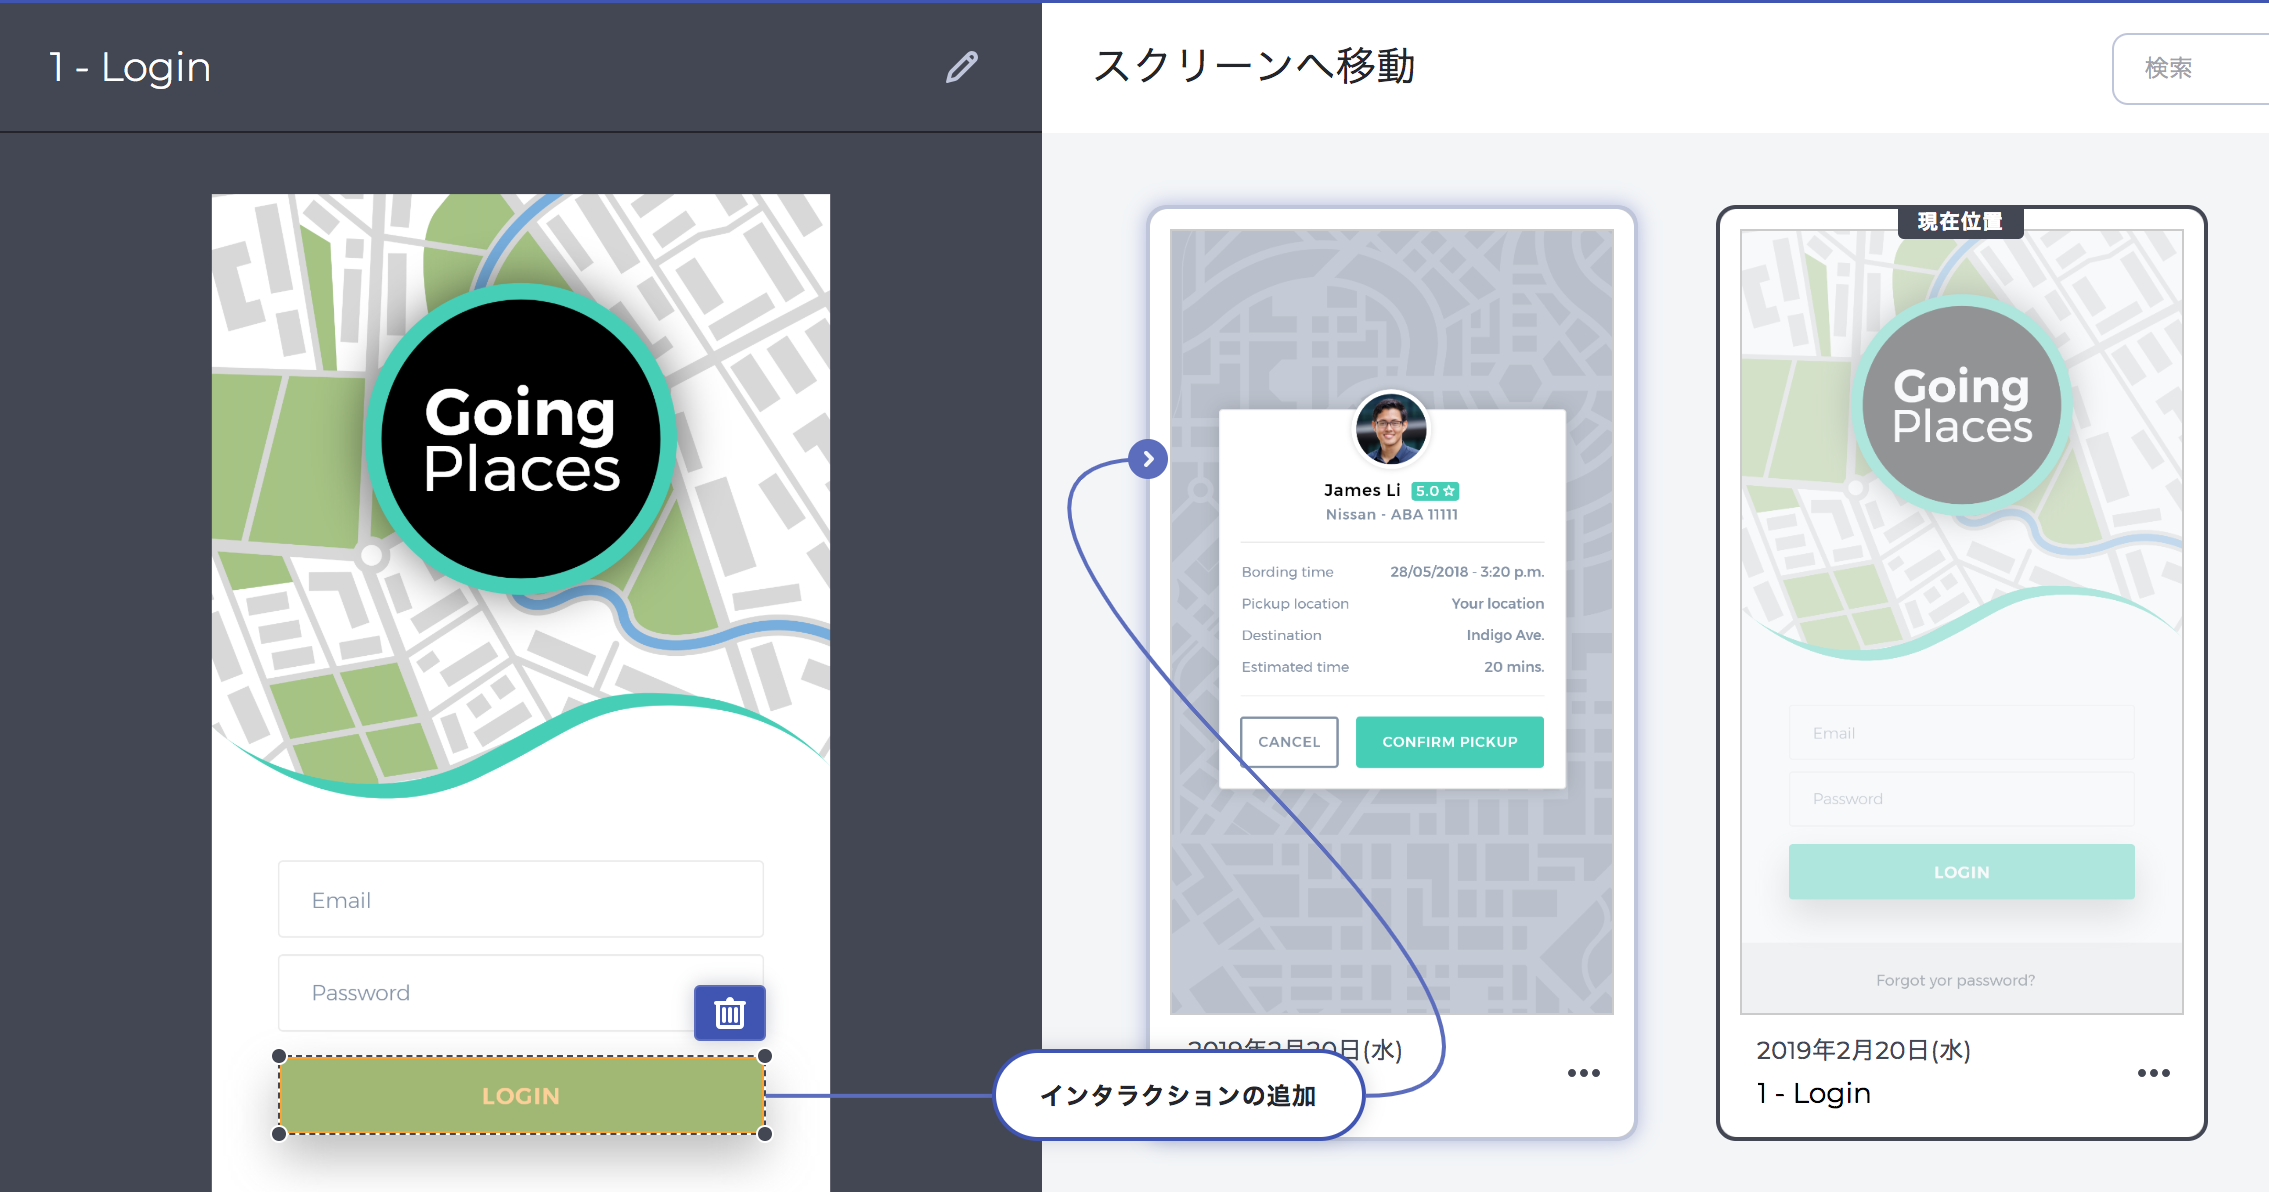 1 - Login
スクリーンへ移動
検索
Going
Places
Email
Password
LOGIN
インタラクションの追加
James Li 5.0
Nissan - ABA 11111
Bording time 28/05/2018 - 3:20 p.m.
Pickup location Your location
Destination Indigo Ave.
Estimated time 20 mins.
CANCEL CONFIRM PICKUP
2019年2月20日(水)
現在位置
Going
Places
Email
Password
LOGIN
Forgot yor password?
2019年2月20日(水)
1 - Login